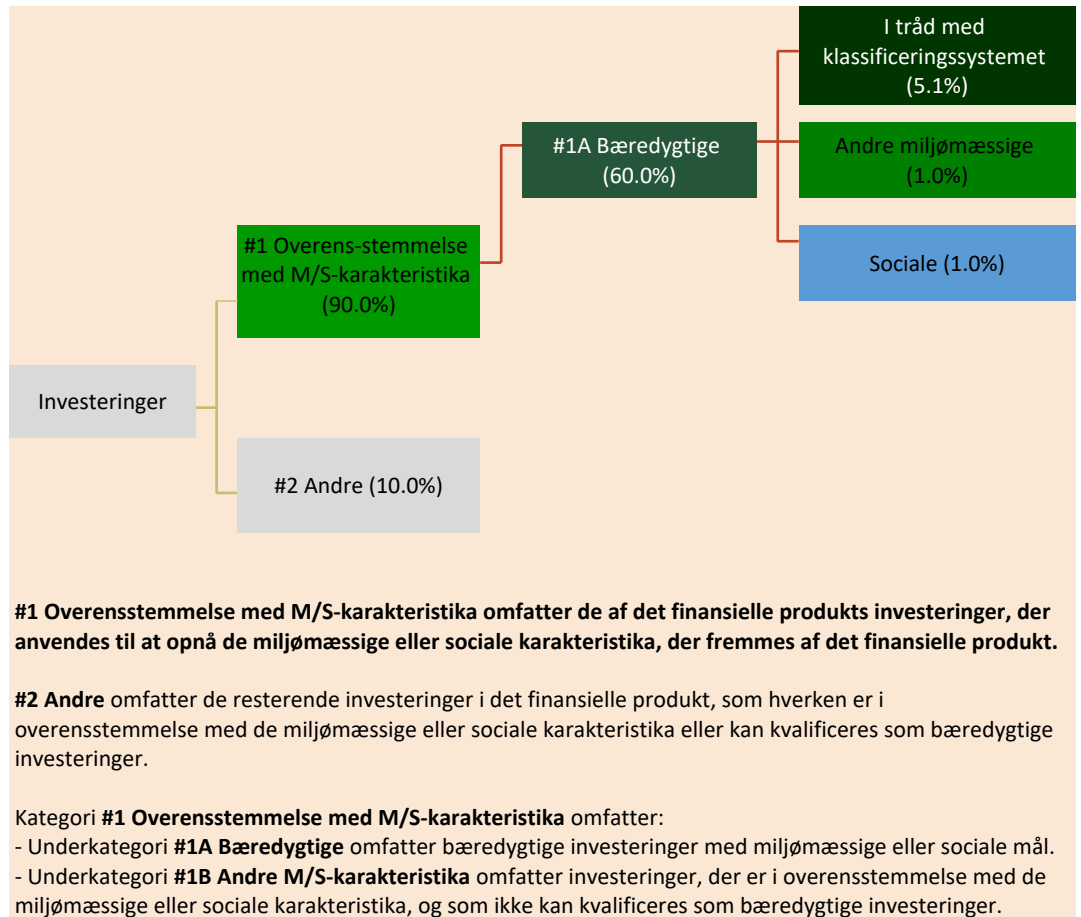 I tråd med
klassificeringssystemet
(5.1%)
#1A Bæredygtige
(60.0%)
Andre miljømæssige
(1.0%)
#1 Overens-stemmelse
med M/S-karakteristika
(90.0%)
Sociale (1.0%)
Investeringer
#2 Andre (10.0%)
#1 Overensstemmelse med M/S-karakteristika omfatter de af det finansielle produkts investeringer, der
anvendes til at opnå de miljømæssige eller sociale karakteristika, der fremmes af det finansielle produkt.
#2 Andre omfatter de resterende investeringer i det finansielle produkt, som hverken er i
overensstemmelse med de miljømæssige eller sociale karakteristika eller kan kvalificeres som bæredygtige
investeringer.
Kategori #1 Overensstemmelse med M/S-karakteristika omfatter:
- Underkategori #1A Bæredygtige omfatter bæredygtige investeringer med miljømæssige eller sociale mål.
- Underkategori #1B Andre M/S-karakteristika omfatter investeringer, der er i overensstemmelse med de
miljømæssige eller sociale karakteristika, og som ikke kan kvalificeres som bæredygtige investeringer.